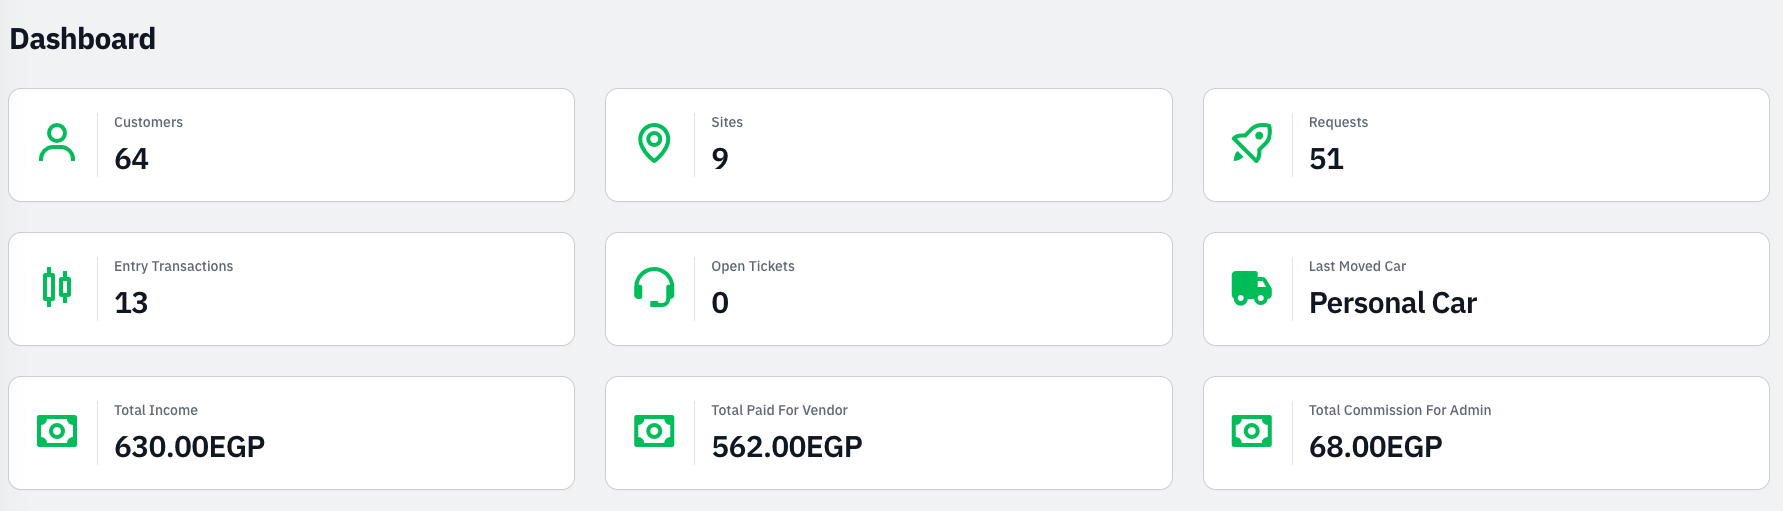 Dashboard
Customers
64
Sites
9
Requests
51
Entry Transactions
13
Open Tickets
0
Last Moved Car
Personal Car
Total Income
630.00EGP
Total Paid For Vendor
562.00EGP
Total Commission For Admin
68.00EGP